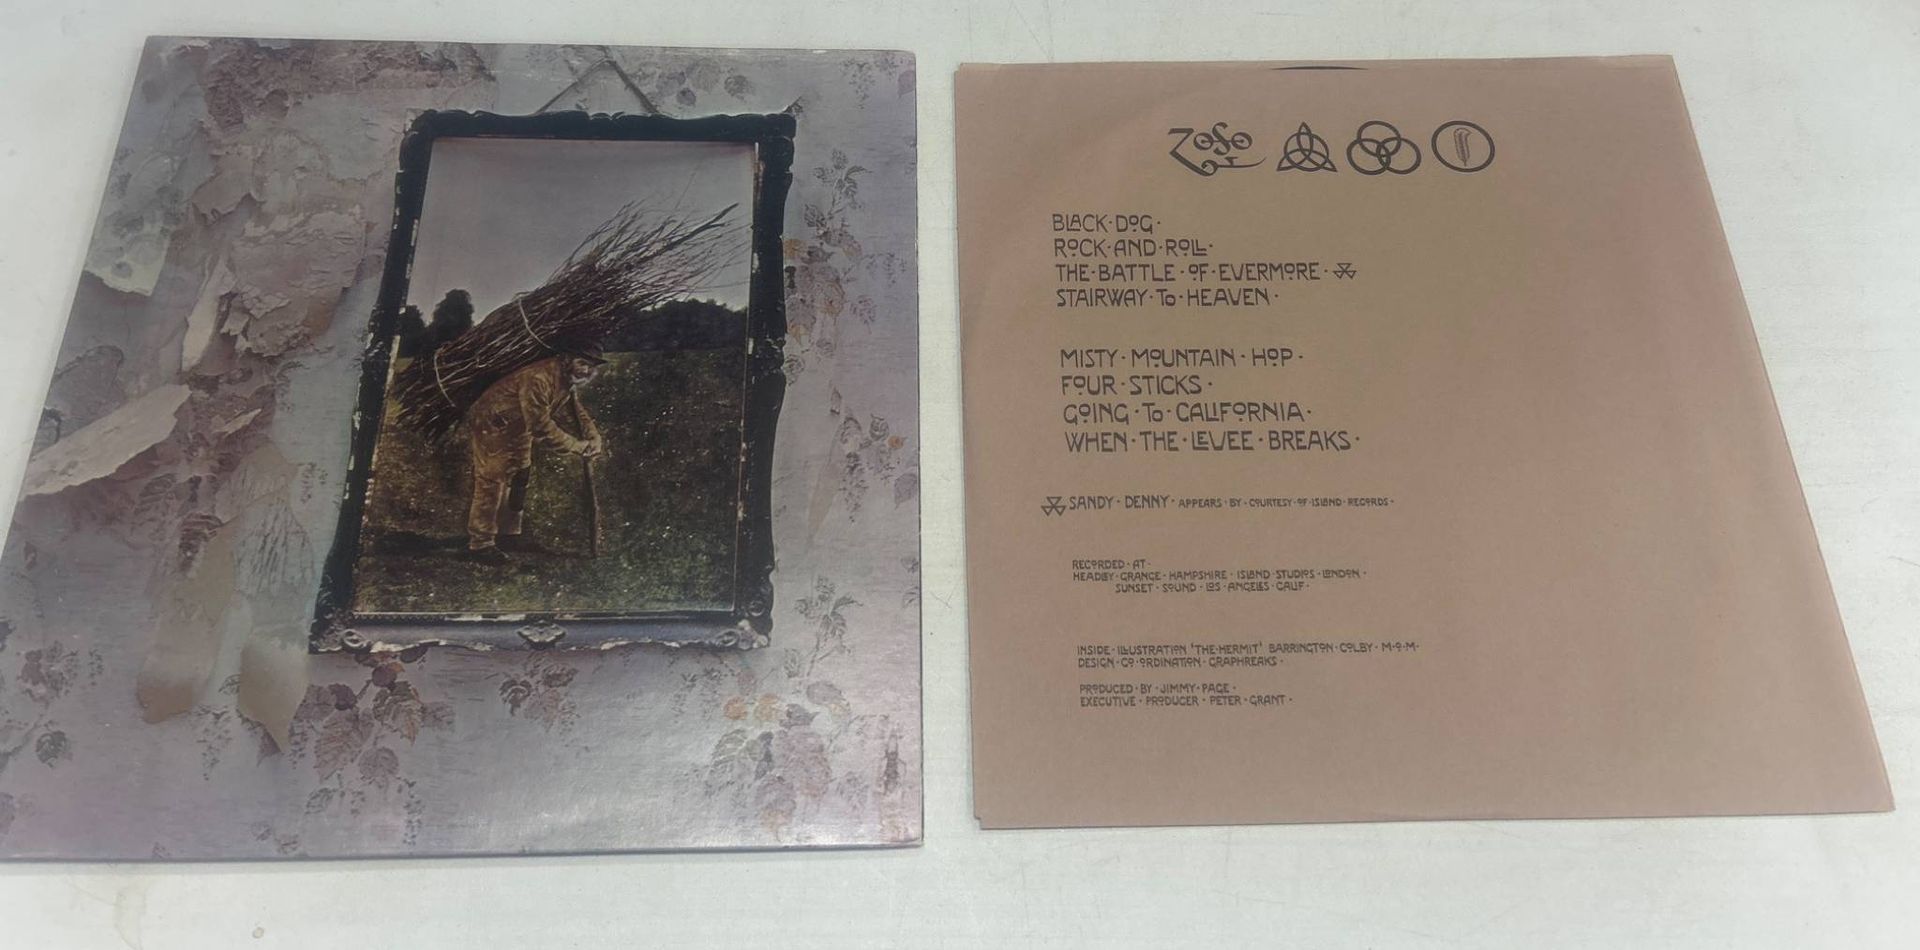 Zoso
BLACK·DOG·
ROCK·AND·ROLL·
THE·BATTLE·OF·EVERMORE·
STAIRWAY·TO·HEAVEN·
MISTY·MOUNTAIN·HOP·
FOUR·STICKS·
GOING·TO·CALIFORNIA·
WHEN·THE·LEVEE·BREAKS·
SANDY·DENNY·APPEARS·BY·COURTESY·OF·ISLAND·RECORDS·
RECORDED·AT·
HEADLEY·GRANGE·HAMPSHIRE·ISLAND·STUDIOS·LONDON·
SUNSET·SOUND·LOS·ANGELES·CALIF·
INSIDE·ILLUSTRATION 'THE·HERMIT' BARRINGTON·COLBY·M·O·M·
DESIGN·CO·ORDINATION·GRAPHREAKS·
PRODUCED·BY·JIMMY·PAGE·
EXECUTIVE·PRODUCER·PETER·GRANT·